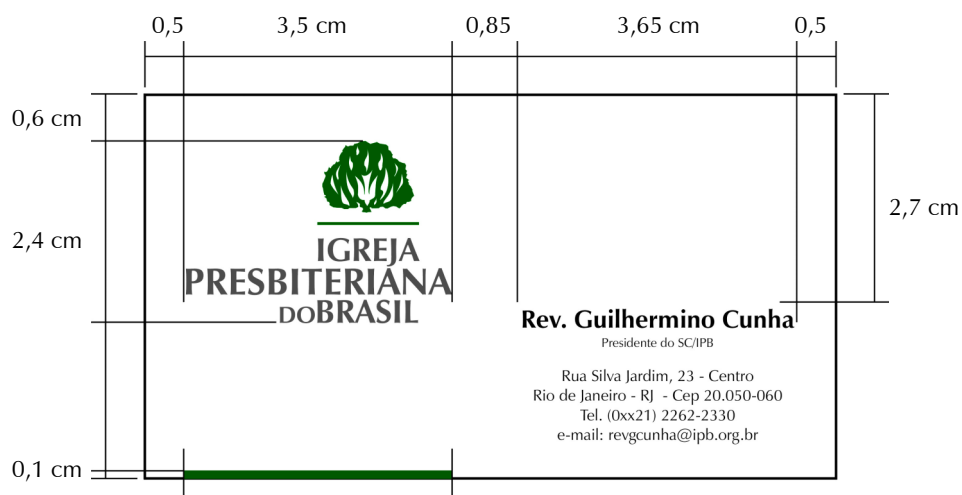 0,5 3,5 cm 0,85 3,65 cm 0,5
0,6 cm
2,4 cm
0,1 cm
IGREJA
PRESBITERIANA
DOBRASIL
2,7 cm
Rev. Guilhermino Cunha
Presidente do SC/IPB
Rua Silva Jardim, 23 - Centro
Rio de Janeiro - RJ - Cep 20.050-060
Tel. (0xx21) 2262-2330
e-mail: revgcunha@ipb.org.br